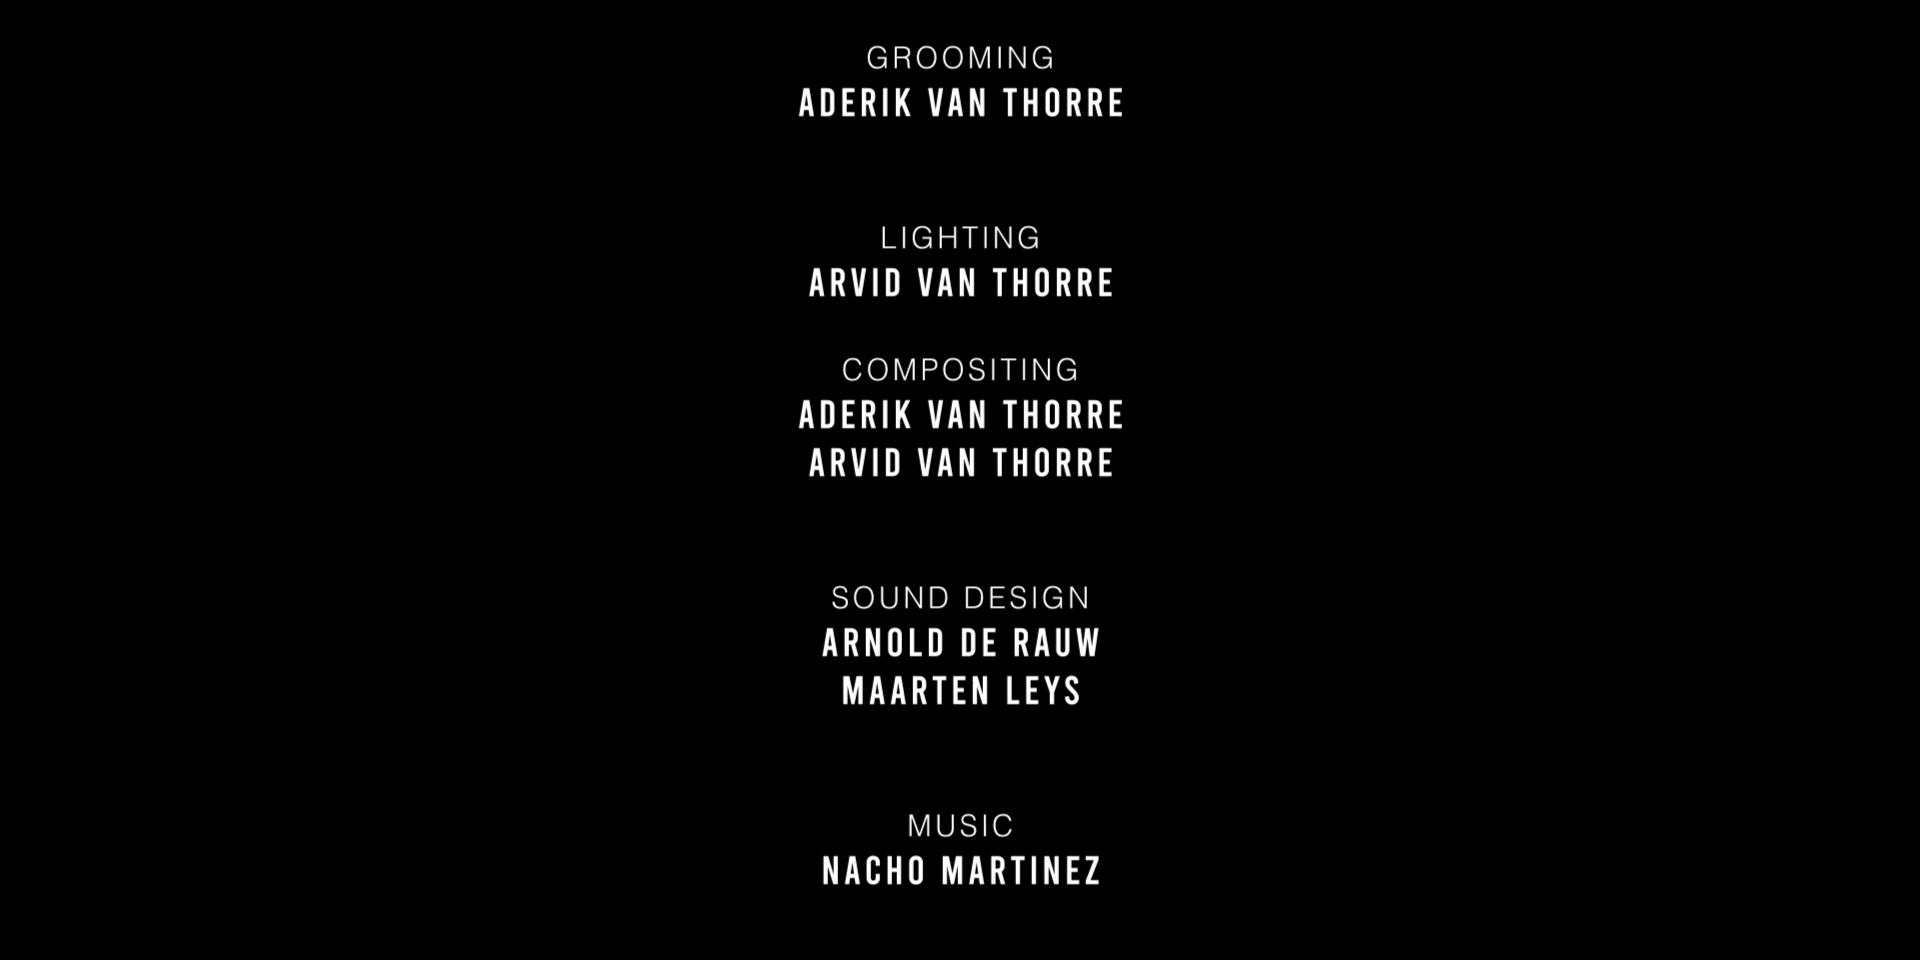 GROOMING
ADERIK VAN THORRE
LIGHTING
ARVID VAN THORRE
COMPOSITING
ADERIK VAN THORRE
ARVID VAN THORRE
SOUND DESIGN
ARNOLD DE RAUW
MAARTEN LEYS
MUSIC
NACHO MARTINEZ